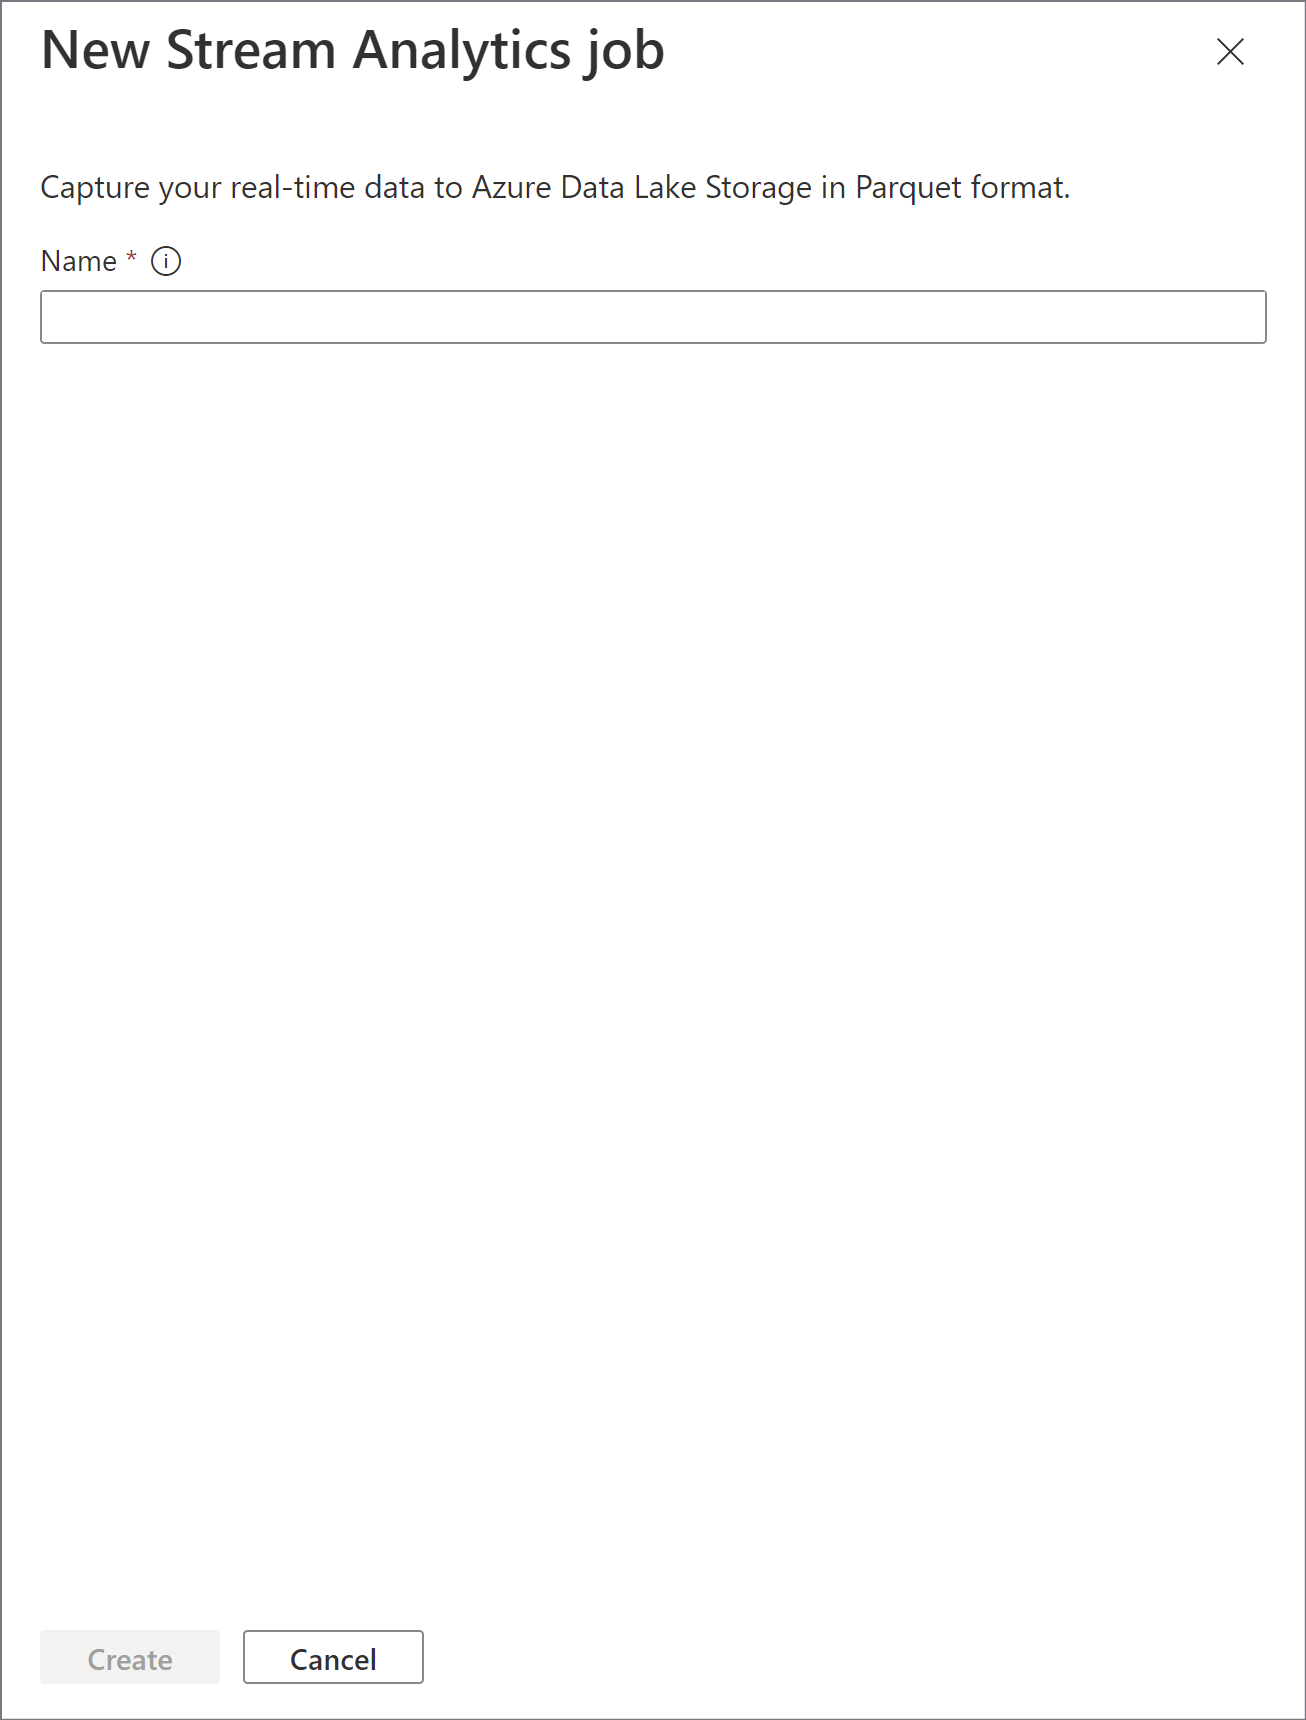 New Stream Analytics job
Capture your real-time data to Azure Data Lake Storage in Parquet format.
Name *
Create
Cancel